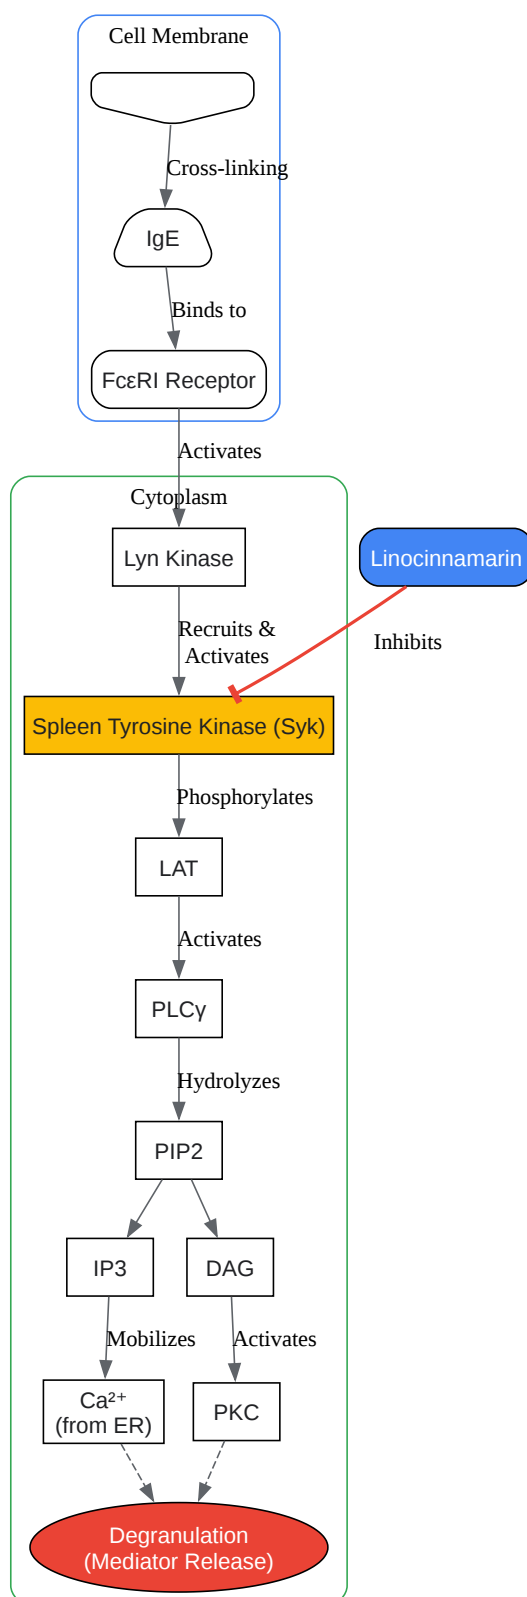 Cell Membrane
Cross-linking
IgE
Binds to
FcεRI Receptor
Activates
Cytoplasm
Lyn Kinase
Linocinnamarin
Recruits &
Activates
Inhibits
Spleen Tyrosine Kinase (Syk)
Phosphorylates
LAT
Activates
PLCγ
Hydrolyzes
PIP2
IP3
DAG
Mobilizes
Activates
Ca²⁺
(from ER)
PKC
Degranulation
(Mediator Release)